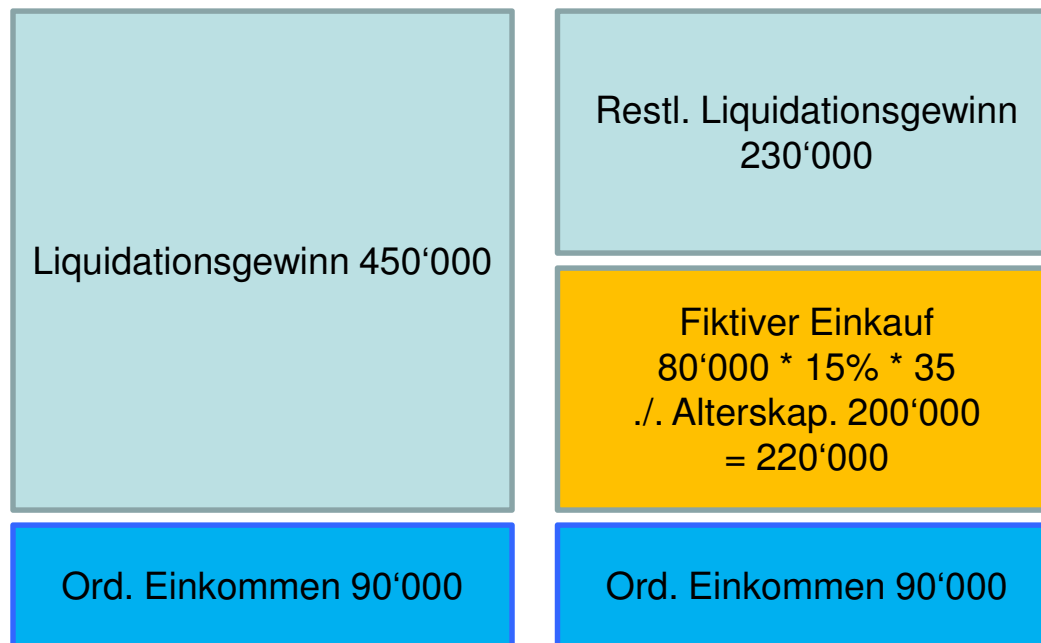 Liquidationsgewinn 450‘000
Ord. Einkommen 90‘000
Restl. Liquidationsgewinn
230‘000
Fiktiver Einkauf
80‘000 * 15% * 35
./. Alterskap. 200‘000
= 220‘000
Ord. Einkommen 90‘000